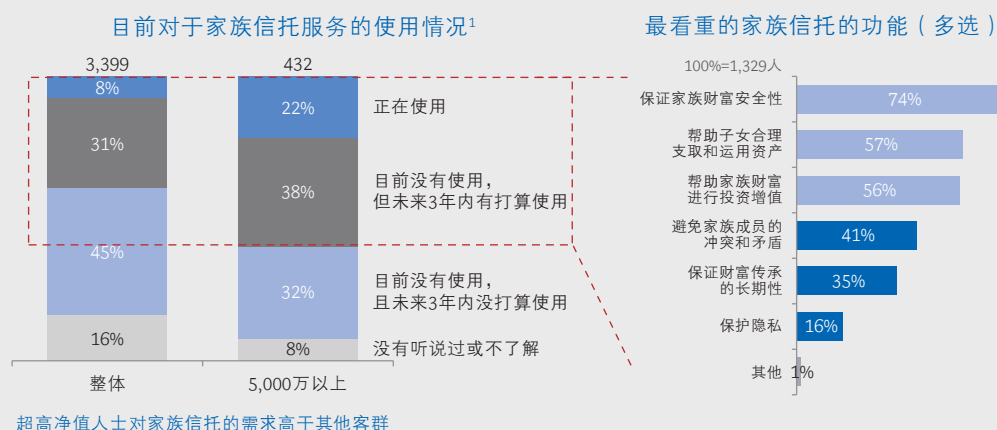 目前对于家族信托服务的使用情况1
3,399
432
8%
31%
45%
16%
22%
38%
32%
8%
正在使用
目前没有使用，
但未来3年内有打算使用
目前没有使用，
且未来3年内没打算使用
没有听说过或不了解
整体
5,000万以上
超高净值人士对家族信托的需求高于其他客群
最看重的家族信托的功能（多选）
100%=1,329人
保证家族财富安全性
74%
帮助子女合理
支取和运用资产
57%
帮助家族财富
进行投资增值
56%
避免家族成员的
冲突和矛盾
41%
保证财富传承
的长期性
35%
保护隐私
16%
其他
1%